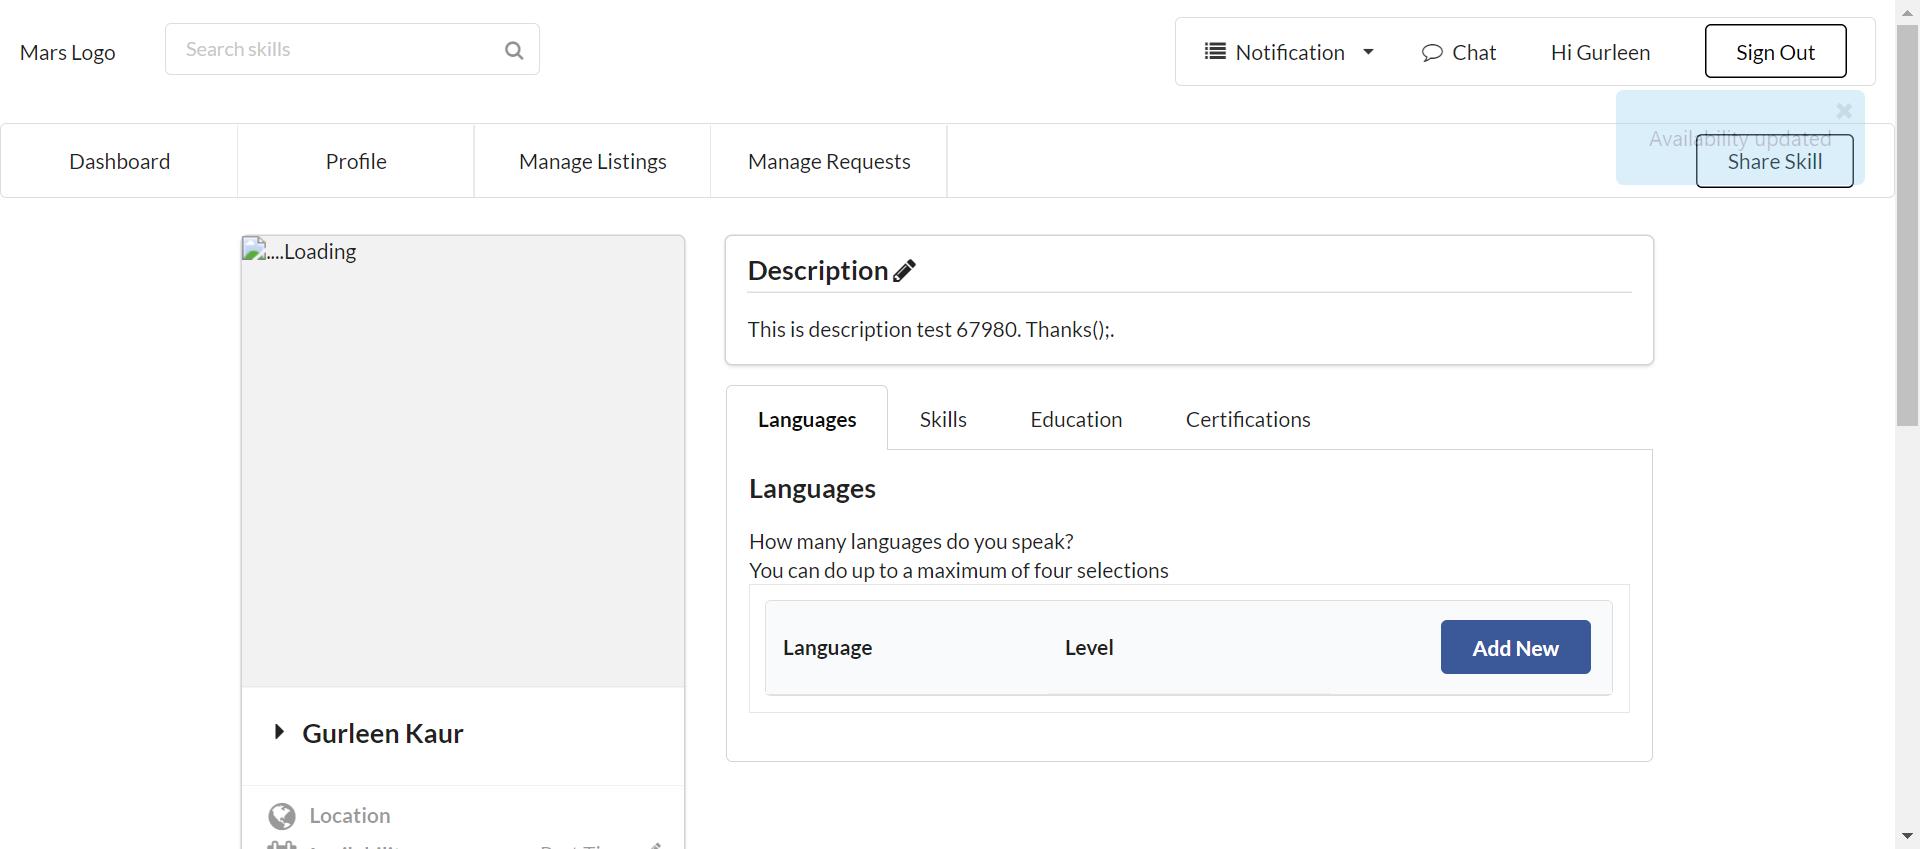 Mars Logo
Search skills
Notification
Chat
Hi Gurleen
Sign Out
Availability updated
Dashboard
Profile
Manage Listings
Manage Requests
Share Skill
....Loading
Description
This is description test 67980. Thanks();.
Languages
Skills
Education
Certifications
Languages
How many languages do you speak?
You can do up to a maximum of four selections
Language
Level
Add New
Gurleen Kaur
Location